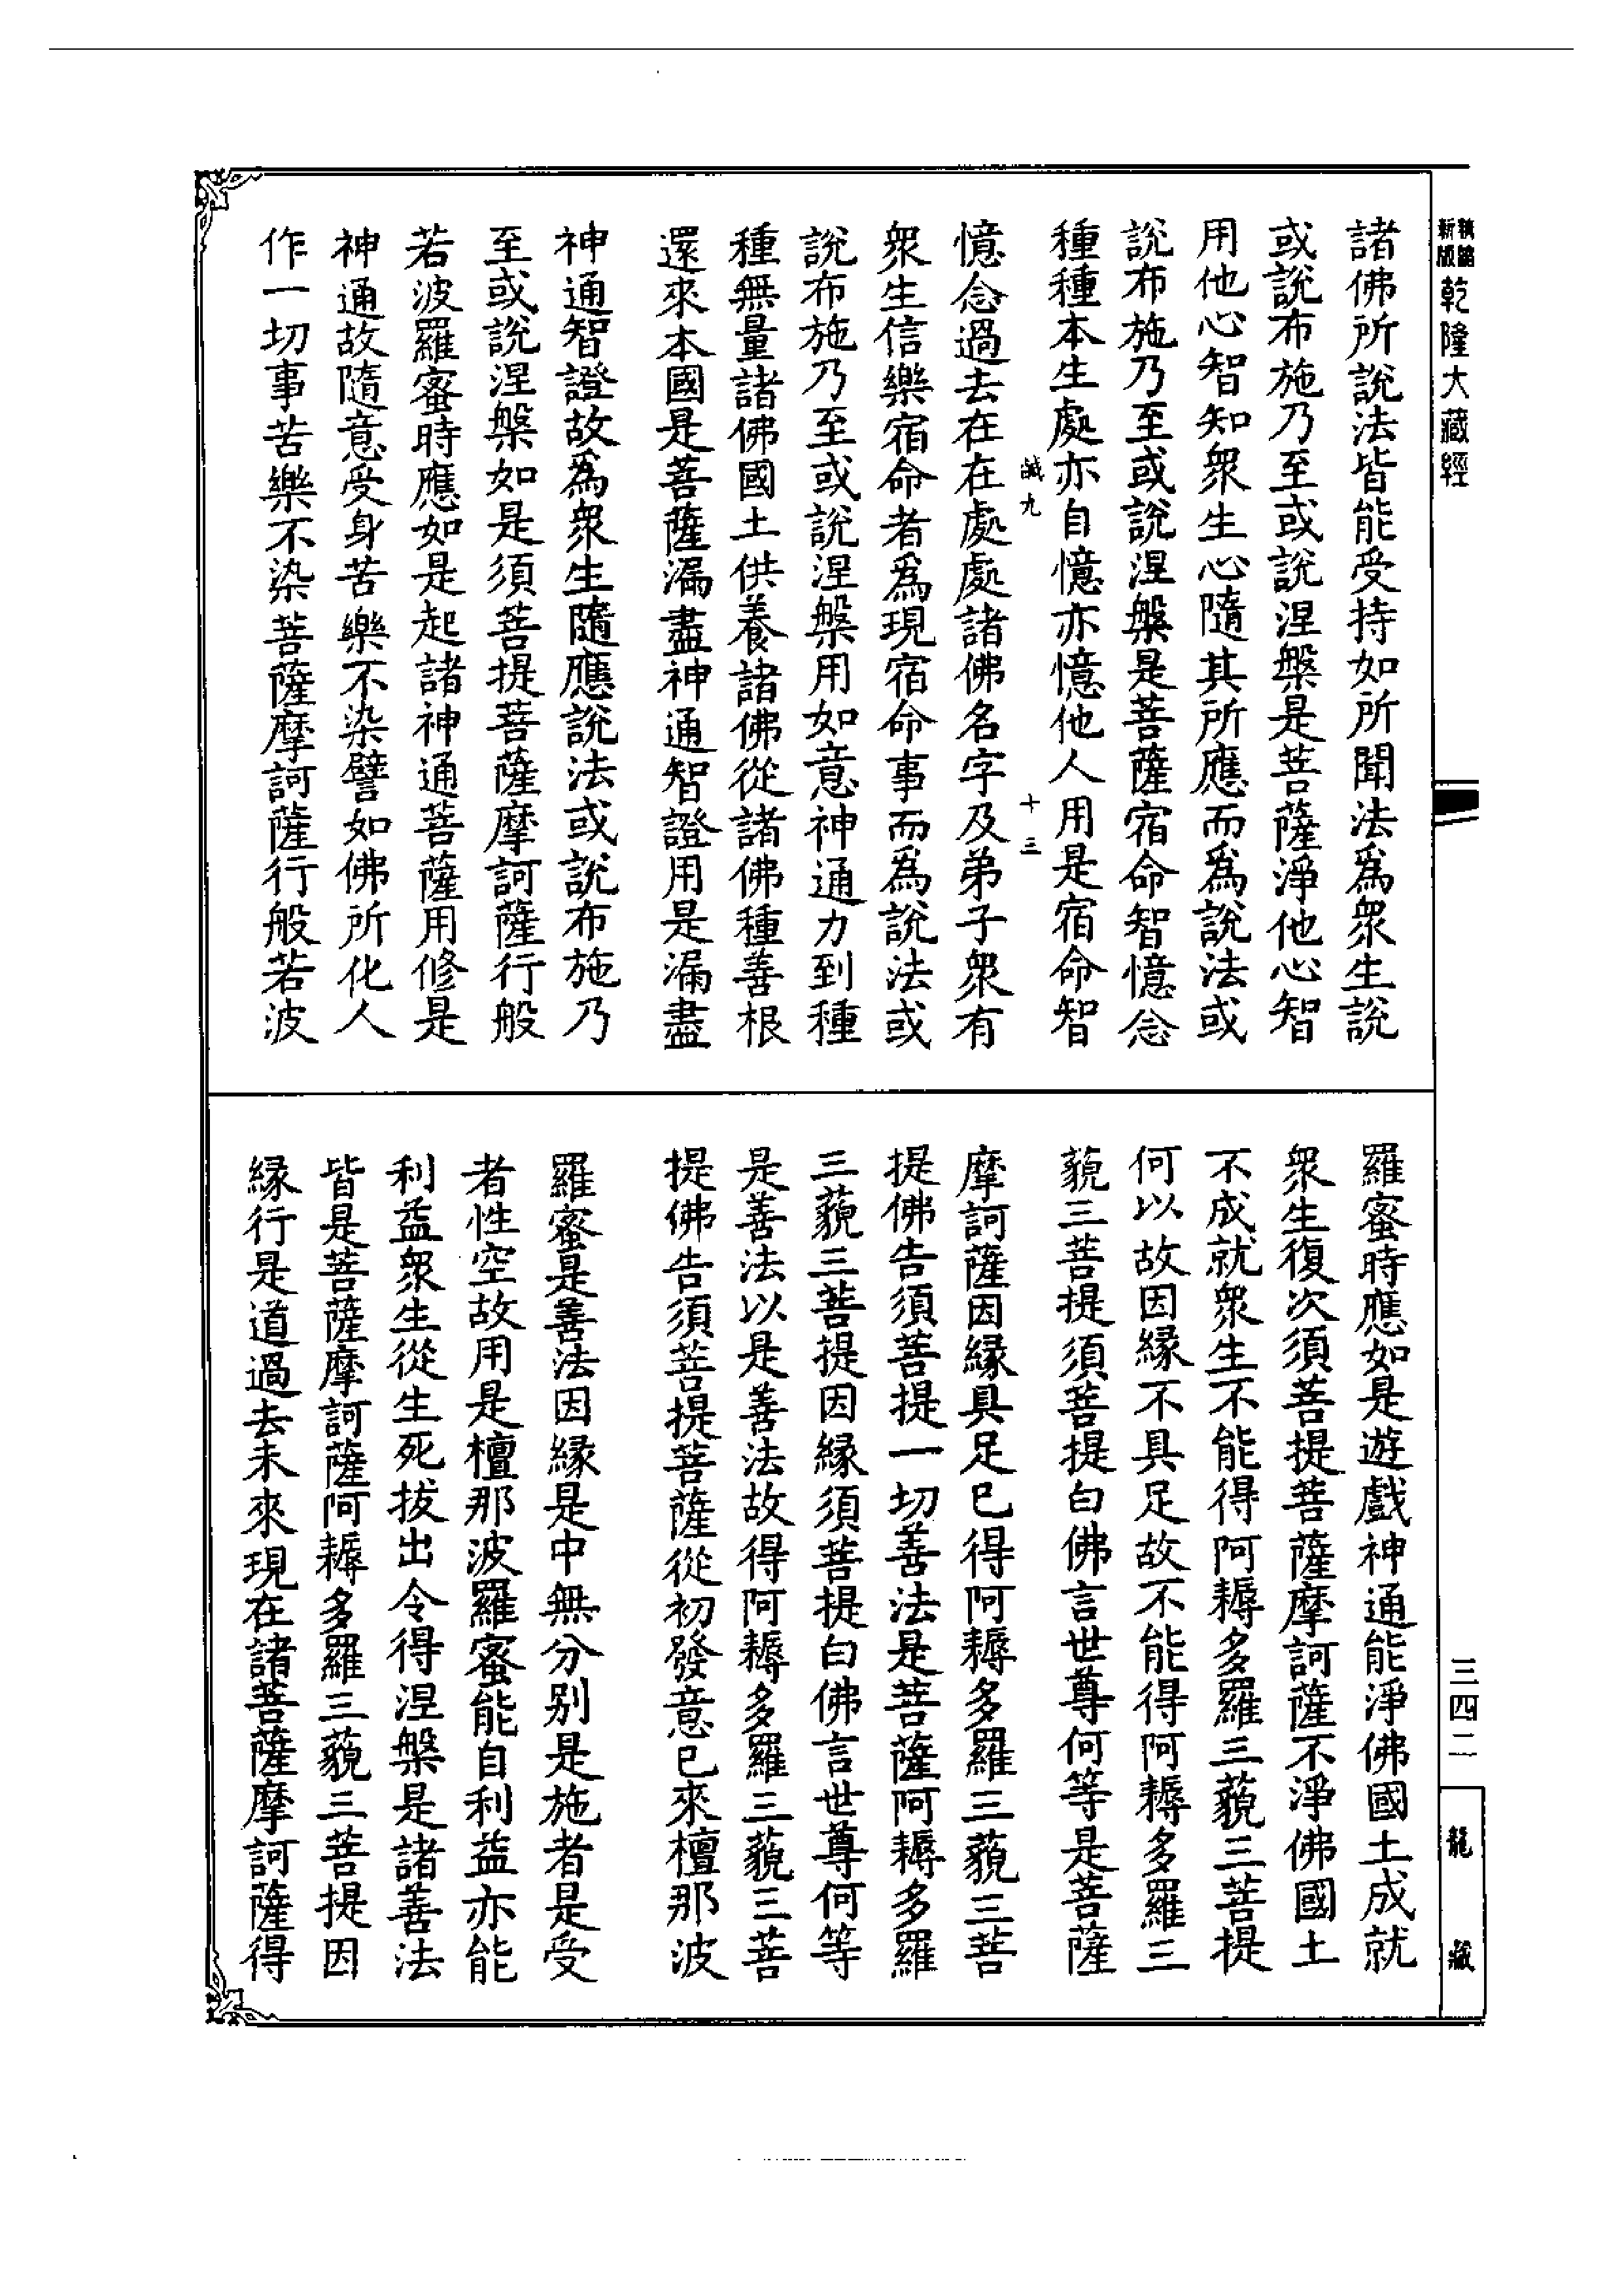 新版
乾隆大藏經
諸佛所說法皆能受持如所聞法爲衆生說
或說布施乃至或說涅槃是菩薩淨他心智
用他心智知衆生心隨其所應而爲說法或
說布施乃至或說涅槃是菩薩宿命智憶念
種種本生處亦自憶亦憶他人用是宿命智
鹹九
十三
憶念過去在在處處諸佛名字及弟子衆有
衆生信樂宿命者爲現宿命事而爲說法或
說布施乃至或說涅槃用如意神通力到種
種無量諸佛國土供養諸佛從諸佛種善根
還來本國是菩薩漏盡神通智證用是漏盡
神通智證故爲衆生隨應說法或說布施乃
至或說涅槃如是須菩提菩薩摩訶薩行般
若波羅蜜時應如是起諸神通菩薩用修是
神通故隨意受身苦樂不染譬如佛所化人
作一切事苦樂不染菩薩摩訶薩行般若波
羅蜜時應如是遊戲神通能淨佛國土成就
衆生復次須菩提菩薩摩訶薩不淨佛國土
不成就衆生不能得阿耨多羅三藐三菩提
何以故因緣不具足故不能得阿耨多羅三
藐三菩提須菩提白佛言世尊何等是菩薩
摩訶薩因緣具足已得阿耨多羅三藐三菩
提佛告須菩提一切善法是菩薩阿耨多羅
三藐三菩提因緣須菩提白佛言世尊何等
是善法以是善法故得阿耨多羅三藐三菩
提佛告須菩提菩薩從初發意已來檀那波
羅蜜是善法因緣是中無分別是施者是受
者性空故用是檀那波羅蜜能自利益亦能
利益衆生從生死拔出令得涅槃是諸善法
皆是菩薩摩訶薩阿耨多羅三藐三菩提因
緣行是道過去未來現在諸菩薩摩訶薩得
三四二
龍藏